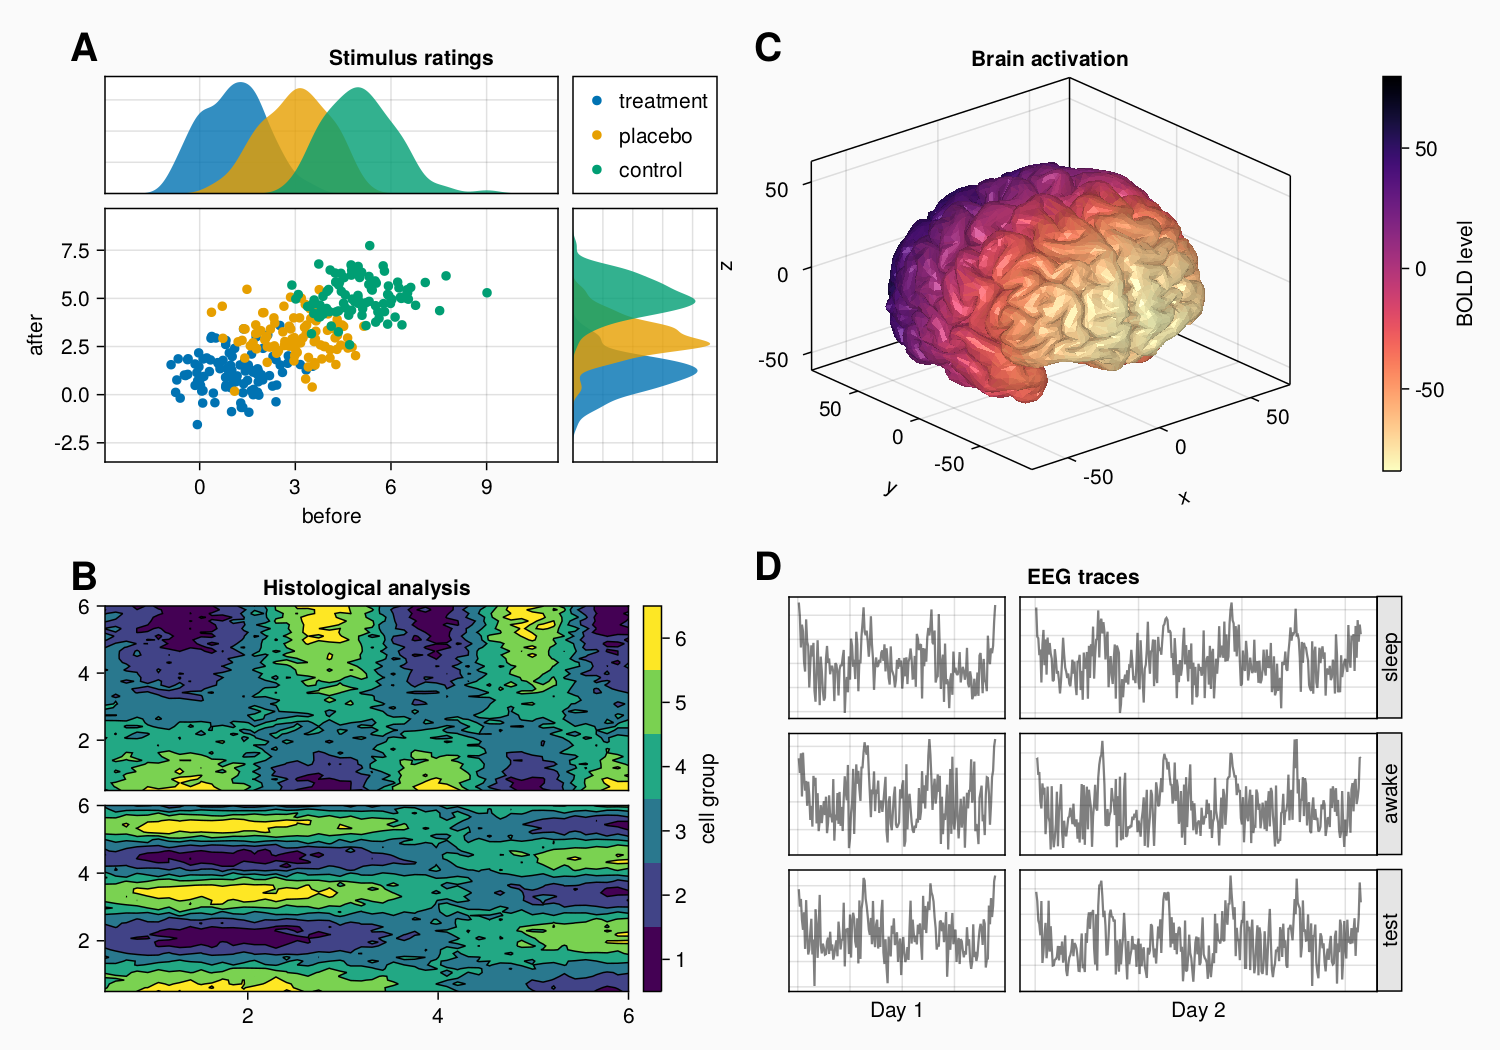 A
Stimulus ratings
treatment
placebo
control
7.5
5.0
2.5
0.0
-2.5
after
0 3 6 9
before
C
Brain activation
50
0
-50
z
50
0
-50
y
-50
0
50
x
50
0
-50
BOLD level
B
Histological analysis
6
4
2
6
4
2
2 4 6
6
5
4
3
2
1
cell group
D
EEG traces
sleep
awake
test
Day 1 Day 2